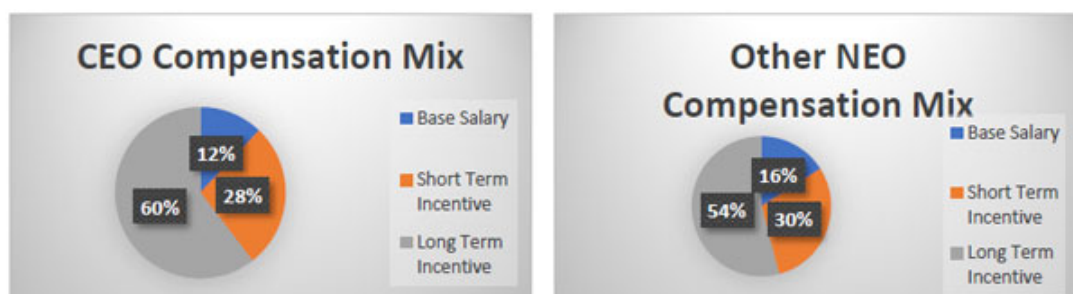 CEO Compensation Mix
Base Salary
12%
Short Term
Incentive
28%
60%
Long Term
Incentive
Other NEO
Compensation Mix
Base Salary
16%
Short Term
Incentive
54%
30%
Long Term
Incentive